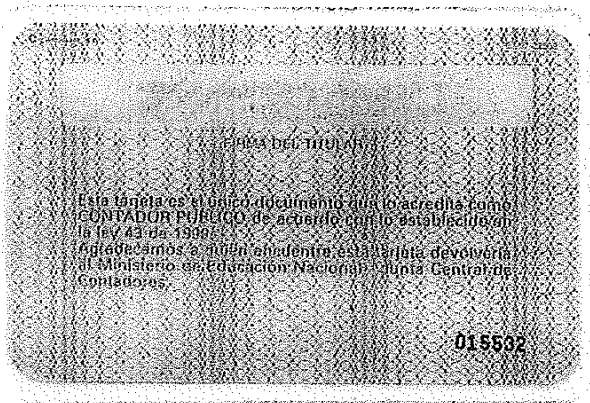 FIRMA DEL TITULAR
Esta tarjeta es el único documento que lo acredita como
CONTADOR PUBLICO de acuerdo con lo establecido en
la ley 43 de 1990.
Agradecemos a quien encuentre esta tarjeta devolverla
al Ministerio de Educación Nacional - Junta Central de
Contadores.
015532